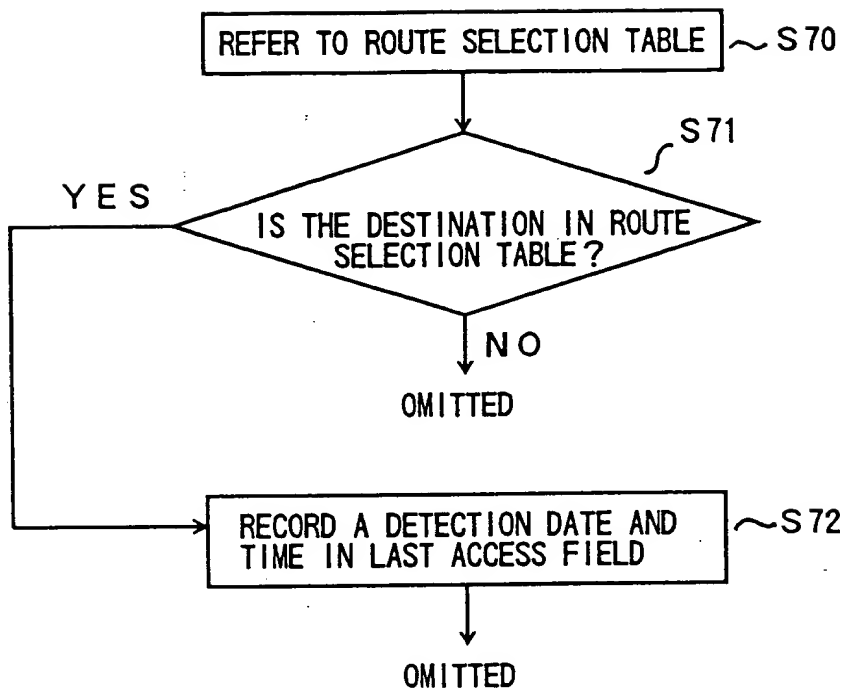 REFER TO ROUTE SELECTION TABLE
S70
S71
YES
IS THE DESTINATION IN ROUTE
SELECTION TABLE?
NO
OMITTED
RECORD A DETECTION DATE AND
TIME IN LAST ACCESS FIELD
S72
OMITTED